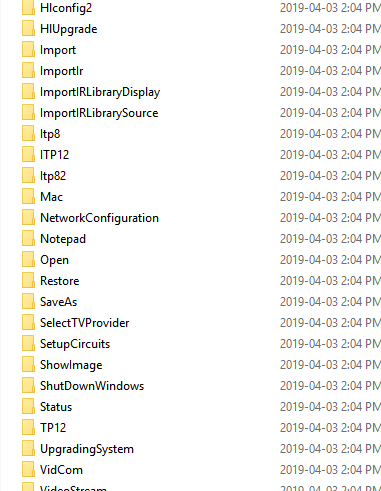 HIconfig2 2019-04-03 2:04 PM
HIUpgrade 2019-04-03 2:04 PM
Import 2019-04-03 2:04 PM
ImportIr 2019-04-03 2:04 PM
ImportIRLibraryDisplay 2019-04-03 2:04 PM
ImportIRLibrarySource 2019-04-03 2:04 PM
Itp8 2019-04-03 2:04 PM
ITP12 2019-04-03 2:04 PM
Itp82 2019-04-03 2:04 PM
Mac 2019-04-03 2:04 PM
NetworkConfiguration 2019-04-03 2:04 PM
Notepad 2019-04-03 2:04 PM
Open 2019-04-03 2:04 PM
Restore 2019-04-03 2:04 PM
SaveAs 2019-04-03 2:04 PM
SelectTVProvider 2019-04-03 2:04 PM
SetupCircuits 2019-04-03 2:04 PM
ShowImage 2019-04-03 2:04 PM
ShutDownWindows 2019-04-03 2:04 PM
Status 2019-04-03 2:04 PM
TP12 2019-04-03 2:04 PM
UpgradingSystem 2019-04-03 2:04 PM
VidCom 2019-04-03 2:04 PM
VideoStream 2019-04-03 2:04 PM